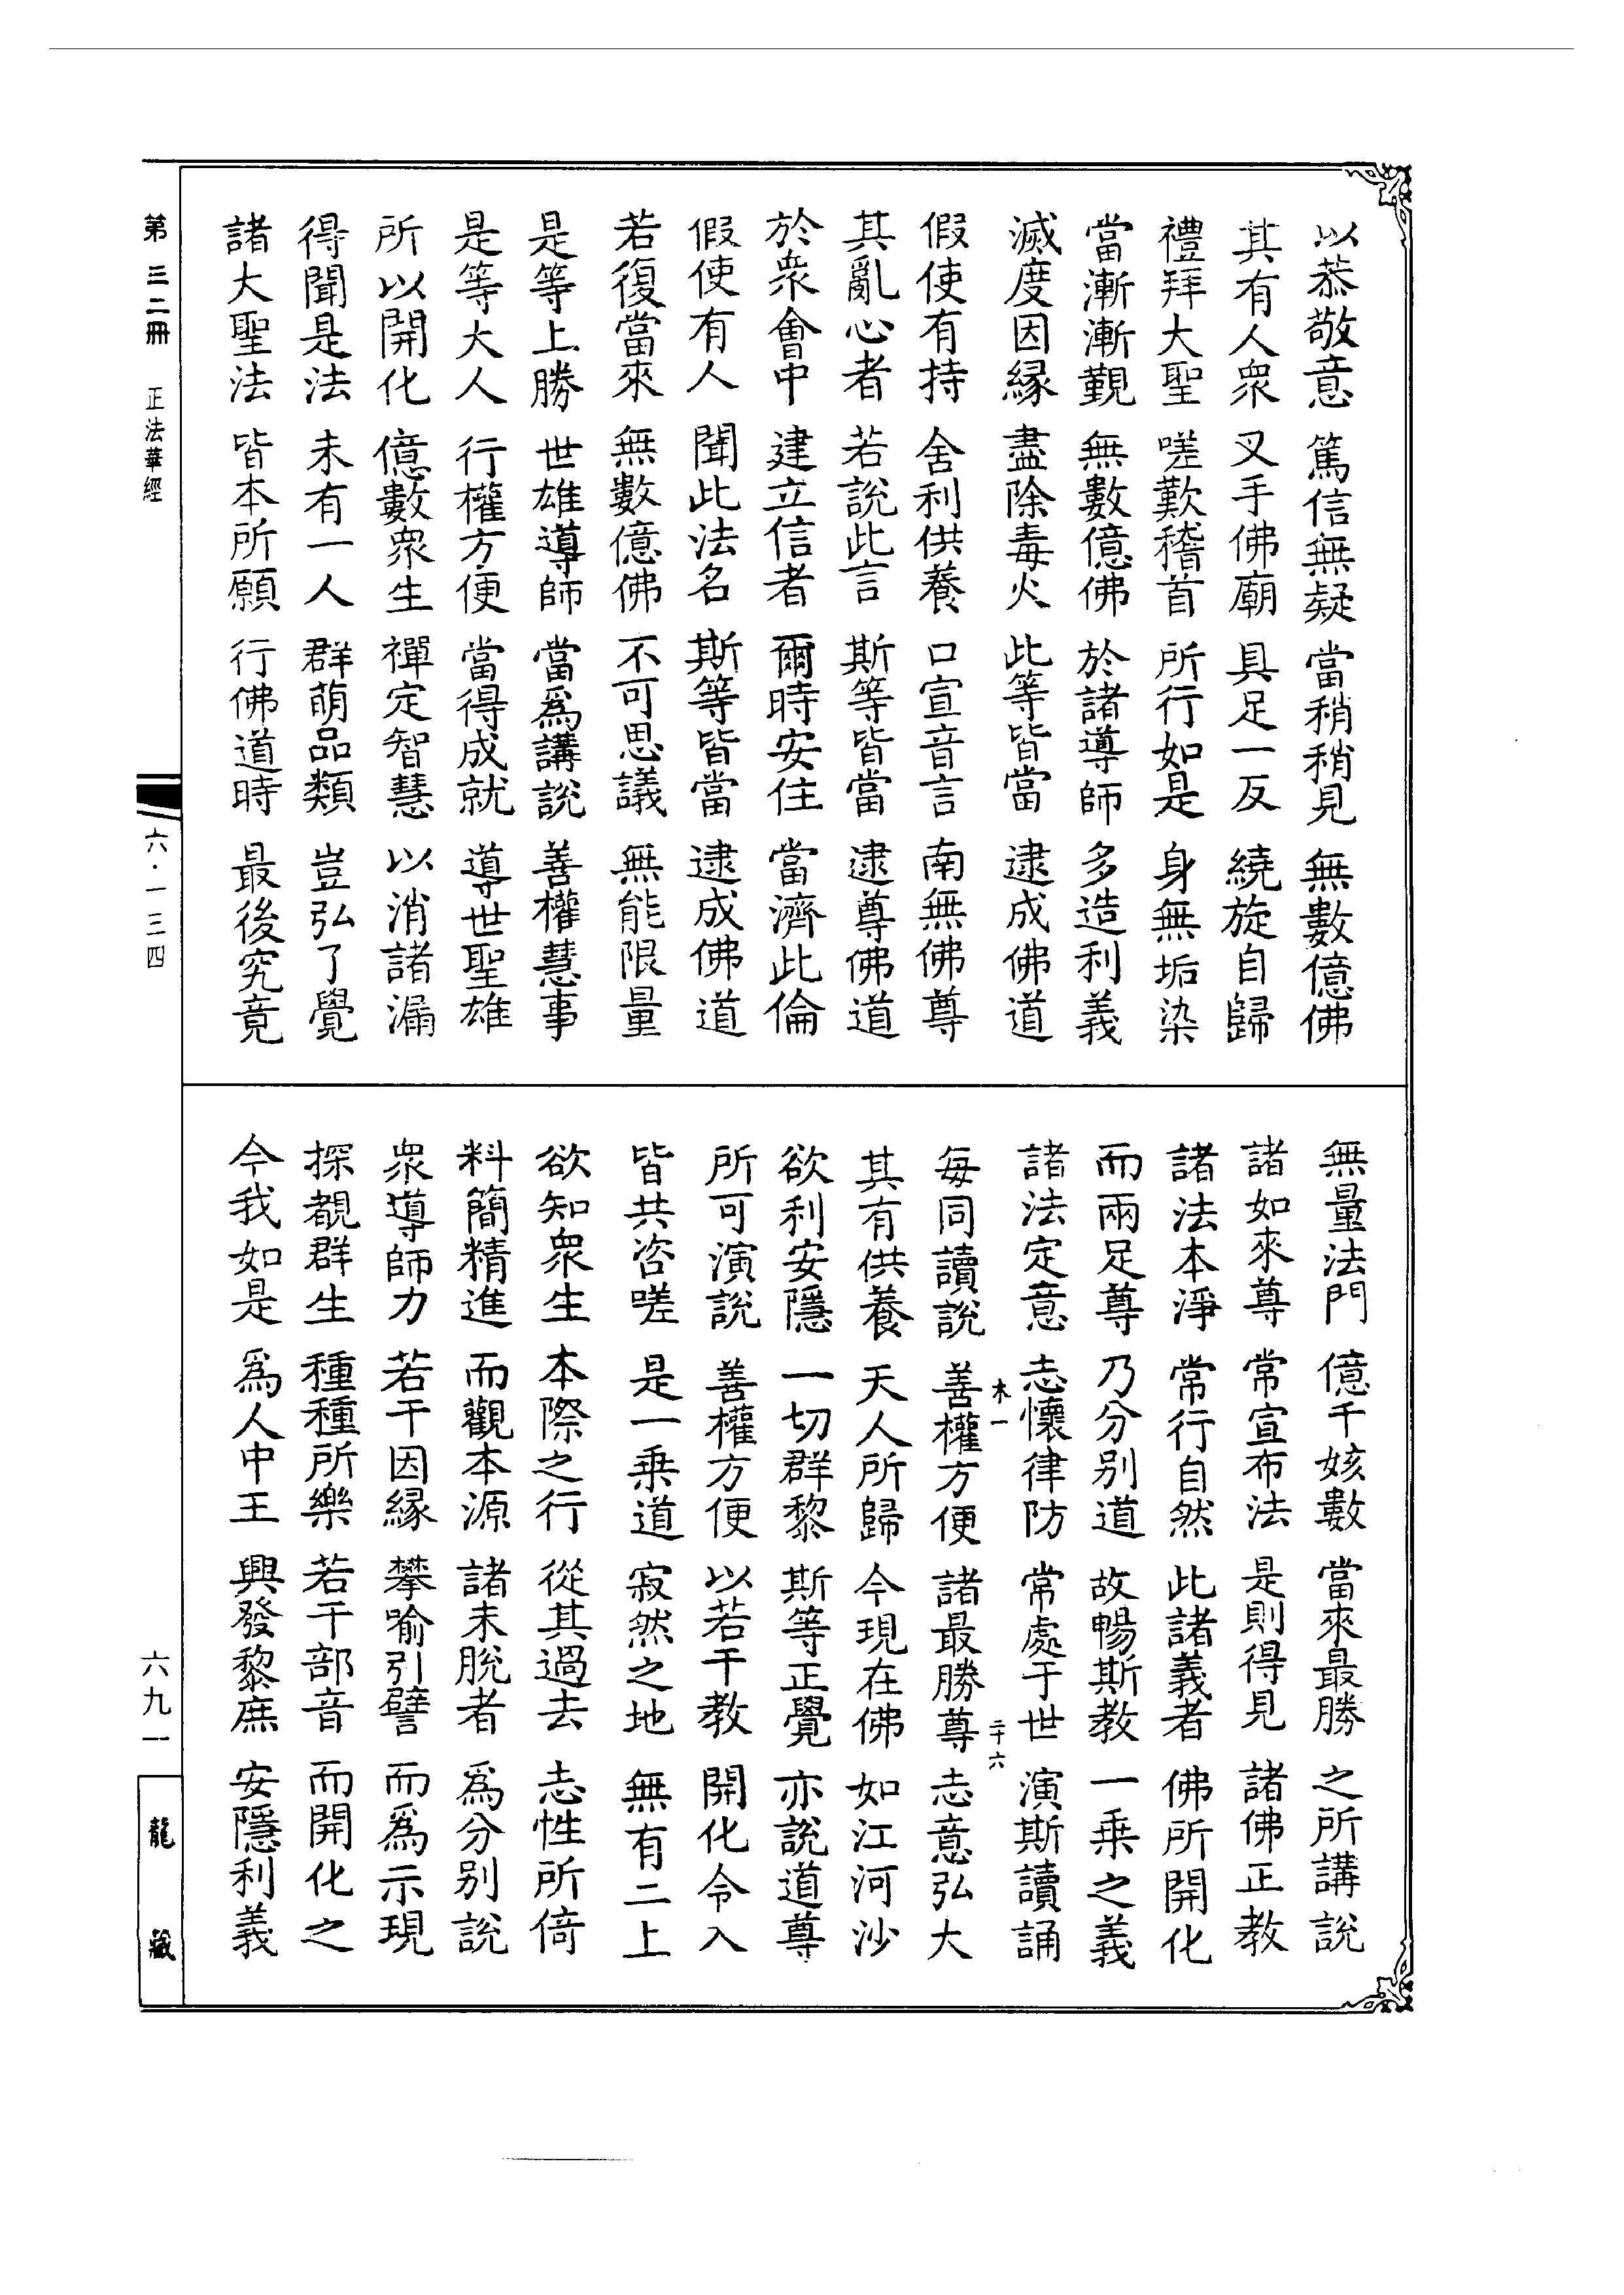 以恭敬意 篤信無疑 當稍稍見 無數億佛
其有人衆 叉手佛廟 具足一反 繞旋自歸
禮拜大聖 嗟歎稽首 所行如是 身無垢染
當漸漸覲 無數億佛 於諸導師 多造利義
滅度因緣 盡除毒火 此等皆當 逮成佛道
假使有持 舍利供養 口宣音言 南無佛尊
其亂心者 若說此言 斯等皆當 逮尊佛道
於衆會中 建立信者 爾時安住 當濟此倫
假使有人 聞此法名 斯等皆當 逮成佛道
若復當來 無數億佛 不可思議 無能限量
是等上勝 世雄導師 當爲講說 善權慧事
是等大人 行權方便 當得成就 導世聖雄
所以開化 億數衆生 禪定智慧 以消諸漏
得聞是法 未有一人 群萌品類 豈弘了覺
諸大聖法 皆本所願 行佛道時 最後究竟
無量法門 億千姟數 當來最勝 之所講說
諸如來尊 常宣布法 是則得見 諸佛正教
諸法本淨 常行自然 此諸義者 佛所開化
而兩足尊 乃分別道 故暢斯教 一乘之義
諸法定意 志懷律防 常處于世 演斯讀誦
木一 二十六
每同讀說 善權方便 諸最勝尊 志意弘大
其有供養 天人所歸 今現在佛 如江河沙
欲利安隱 一切群黎 斯等正覺 亦說道尊
所可演說 善權方便 以若干教 開化令入
皆共咨嗟 是一乘道 寂然之地 無有二上
欲知衆生 本際之行 從其過去 志性所倚
料簡精進 而觀本源 諸未脫者 爲分別說
衆導師力 若干因緣 攀喻引譬 而爲示現
探覩群生 種種所樂 若干部音 而開化之
今我如是 爲人中王 興發黎庶 安隱利義
第三二冊 正法華經 六·一三四 六九一 龍藏